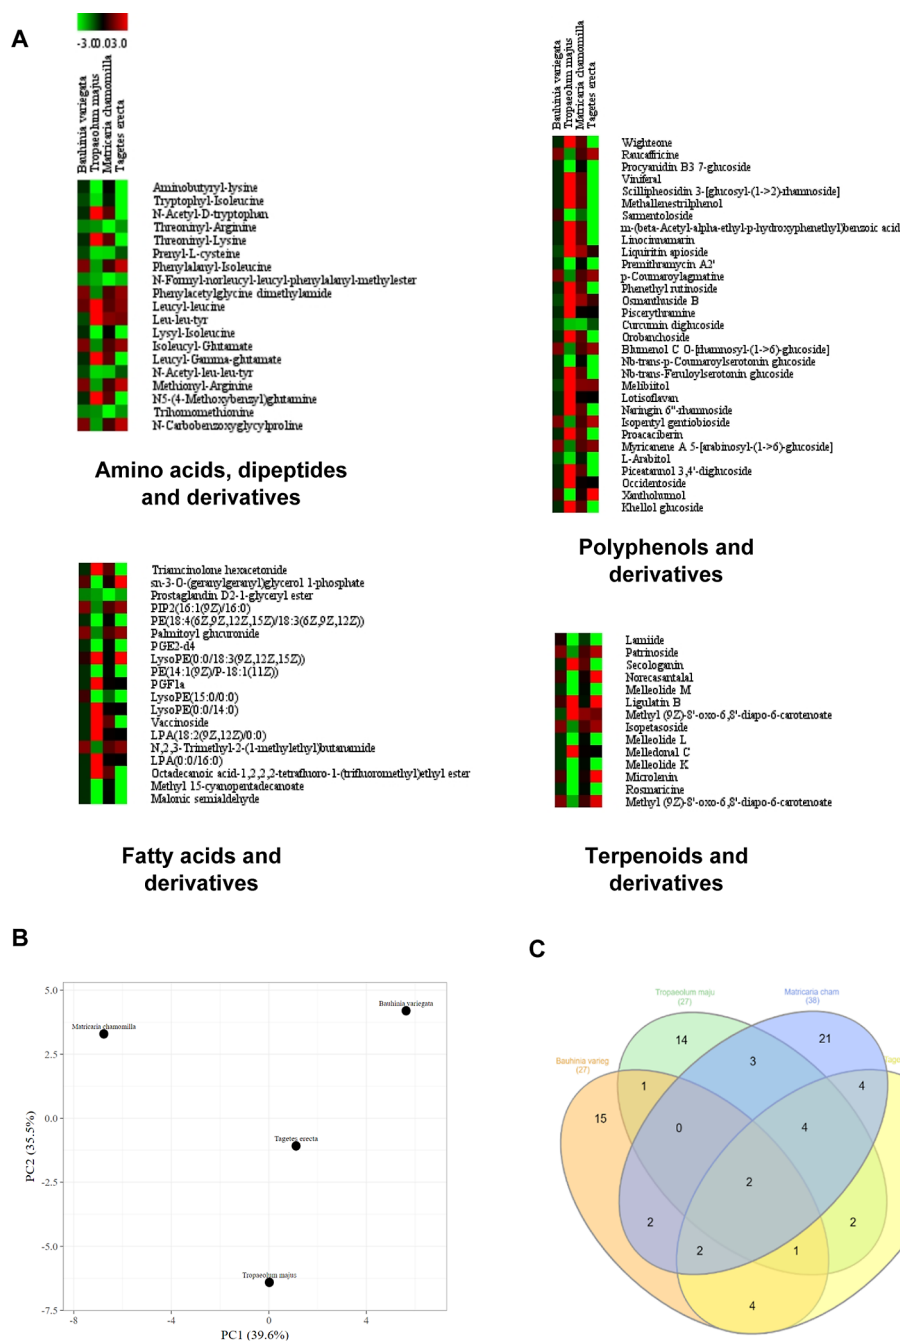 A
-3.0 0.0 3.0
Bauhinia variegata
Tropaeolum majus
Matricaria chamomilla
Tagetes erecta
Aminobutyryl-lysine
Tryptophyl-Isoleucine
N-Acetyl-D-tryptophan
Threoninyl-Arginine
Threoninyl-Lysine
Prenyl-L-cysteine
Phenylalanyl-Isoleucine
N-Formyl-norleucyl-leucyl-phenylalanyl-methylester
Phenylacetylglycine dimethylamide
Leucyl-leucine
Leu-leu-tyr
Lysyl-Isoleucine
Isoleucyl-Glutamate
Leucyl-Gamma-glutamate
N-Acetyl-leu-leu-tyr
Methionyl-Arginine
N5-(4-Methoxybenzyl)glutamine
Trihomomethionine
N-Carbobenzoxyglycylproline
Amino acids, dipeptides
and derivatives
Bauhinia variegata
Tropaeolum majus
Matricaria chamomilla
Tagetes erecta
Wighteone
Raucaffricine
Procyanidin B3 7-glucoside
Viniferal
Scillipheosidin 3-[glucosyl-(1->2)-rhamnoside]
Methallenestrilphenol
Sarmentoloside
m-(beta-Acetyl-alpha-ethyl-p-hydroxyphenethyl)benzoic acid
Linocinnamarin
Liquiritin apioside
Premithramycin A2'
p-Coumaroylagmatine
Phenethyl rutinoside
Osmanthuside B
Piscerythramine
Curcumin diglucoside
Orobanchoside
Blumenol C O-[rhamnosyl-(1->6)-glucoside]
Nb-trans-p-Coumaroylserotonin glucoside
Nb-trans-Feruloylserotonin glucoside
Melibiitol
Lotisoflavan
Naringin 6''-rhamnoside
Isopentyl gentiobioside
Proacaciberin
Myricanene A 5-[arabinosyl-(1->6)-glucoside]
L-Arabitol
Piceatannol 3,4'-diglucoside
Occidentoside
Xanthohumol
Khellol glucoside
Polyphenols and
derivatives
Triamcinolone hexacetonide
sn-3-O-(geranylgeranyl)glycerol 1-phosphate
Prostaglandin D2-1-glyceryl ester
PIP2(16:1(9Z)/16:0)
PE(18:4(6Z,9Z,12Z,15Z)/18:3(6Z,9Z,12Z))
Palmitoyl glucuronide
PGE2-d4
LysoPE(0:0/18:3(9Z,12Z,15Z))
PE(14:1(9Z)/P-18:1(11Z))
PGF1a
LysoPE(15:0/0:0)
LysoPE(0:0/14:0)
Vaccinoside
LPA(18:2(9Z,12Z)/0:0)
N,2,3-Trimethyl-2-(1-methylethyl)butanamide
LPA(0:0/16:0)
Octadecanoic acid-1,2,2,2-tetrafluoro-1-(trifluoromethyl)ethyl ester
Methyl 15-cyanopentadecanoate
Malonic semialdehyde
Fatty acids and
derivatives
Lamiide
Patrinoside
Secologanin
Norecasantalal
Melleolide M
Ligulatin B
Methyl (9Z)-8'-oxo-6,8'-diapo-6-carotenoate
Isopetasoside
Melleolide L
Melledonal C
Melleolide K
Microlenin
Rosmaricine
Methyl (9Z)-8'-oxo-6,8'-diapo-6-carotenoate
Terpenoids and
derivatives
B
5.0
2.5
0.0
-2.5
-5.0
-7.5
PC2 (35.5%)
Bauhinia variegata
Matricaria chamomilla
Tagetes erecta
Tropaeolum majus
-8 -4 0 4
PC1 (39.6%)
C
Tropaeolum maju
(27)
Matricaria cham
(38)
Bauhinia varieg
(27)
Tage
14
3
21
1
4
15
0
4
2
2
2
2
1
4